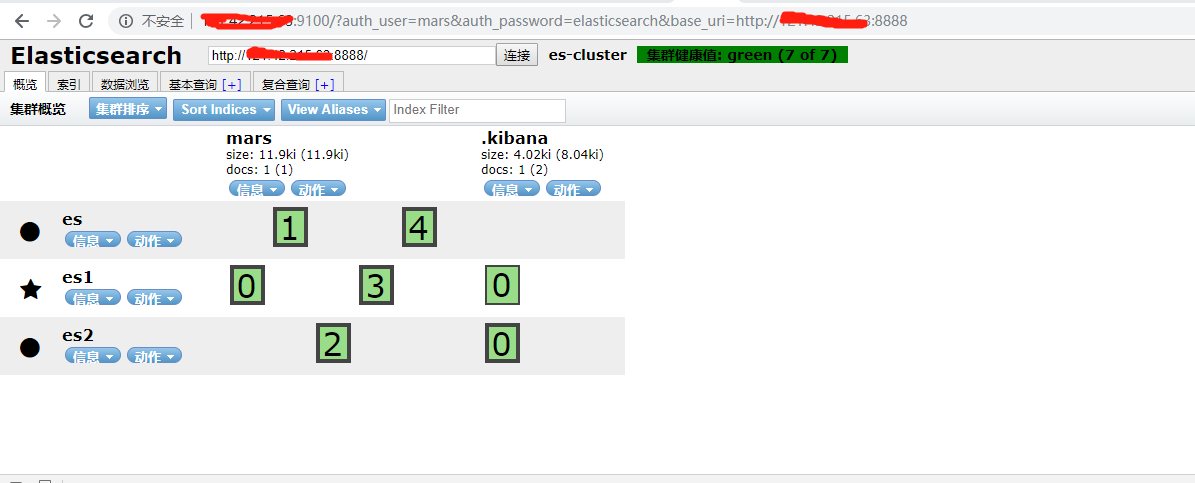 不安全 :9100/?auth_user=mars&auth_password=elasticsearch&base_uri=http:// :8888
Elasticsearch http:// :8888/ 连接 es-cluster 集群健康值: green (7 of 7)
概览 索引 数据浏览 基本查询 [+] 复合查询 [+]
集群概览 集群排序 Sort Indices View Aliases Index Filter
mars .kibana
size: 11.9ki (11.9ki) size: 4.02ki (8.04ki)
docs: 1 (1) docs: 1 (2)
信息 动作 信息 动作
es 1 4
信息 动作
es1 0 3 0
信息 动作
es2 2 0
信息 动作